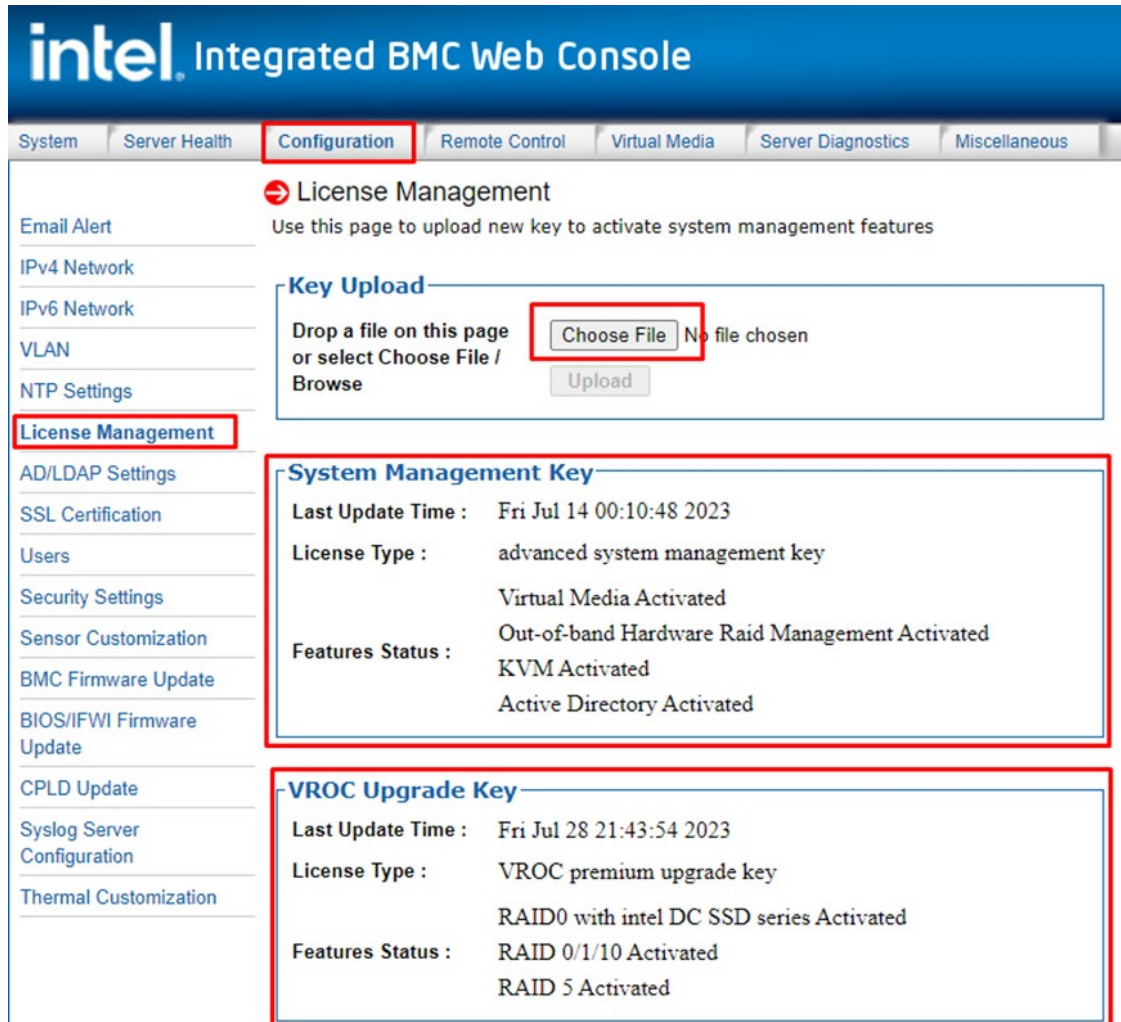 intel. Integrated BMC Web Console
System Server Health Configuration Remote Control Virtual Media Server Diagnostics Miscellaneous
Email Alert
IPv4 Network
IPv6 Network
VLAN
NTP Settings
License Management
AD/LDAP Settings
SSL Certification
Users
Security Settings
Sensor Customization
BMC Firmware Update
BIOS/IFWI Firmware
Update
CPLD Update
Syslog Server
Configuration
Thermal Customization
License Management
Use this page to upload new key to activate system management features
Key Upload
Drop a file on this page
or select Choose File /
Browse
Choose File No file chosen
Upload
System Management Key
Last Update Time : Fri Jul 14 00:10:48 2023
License Type : advanced system management key
Features Status :
Virtual Media Activated
Out-of-band Hardware Raid Management Activated
KVM Activated
Active Directory Activated
VROC Upgrade Key
Last Update Time : Fri Jul 28 21:43:54 2023
License Type : VROC premium upgrade key
Features Status :
RAID0 with intel DC SSD series Activated
RAID 0/1/10 Activated
RAID 5 Activated